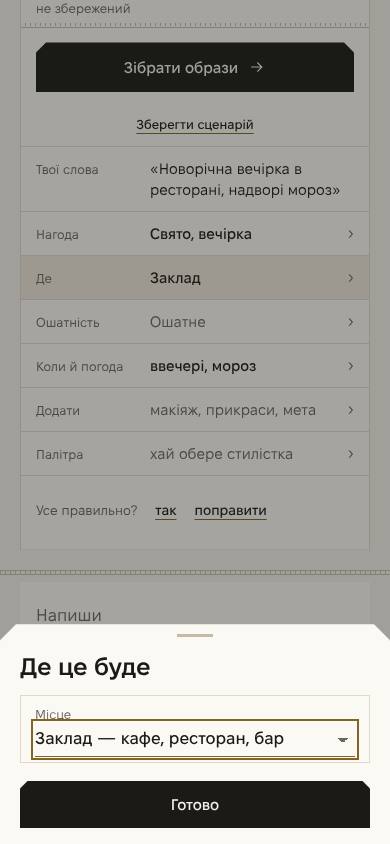 не збережений
Зібрати образи →
Зберегти сценарій
Твої слова
«Новорічна вечірка в
ресторані, надворі мороз»
Нагода
Свято, вечірка
Де
Заклад
Ошатність
Ошатне
Коли й погода
ввечері, мороз
Додати
макіяж, прикраси, мета
Палітра
хай обере стилістка
Усе правильно? так поправити
Напиши
Де це буде
Місце
Заклад — кафе, ресторан, бар
Готово